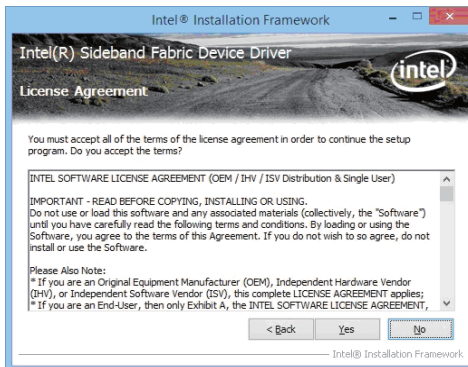 Intel® Installation Framework
Intel(R) Sideband Fabric Device Driver
intel
License Agreement
You must accept all of the terms of the license agreement in order to continue the setup
program. Do you accept the terms?
INTEL SOFTWARE LICENSE AGREEMENT (OEM / IHV / ISV Distribution & Single User)
IMPORTANT - READ BEFORE COPYING, INSTALLING OR USING.
Do not use or load this software and any associated materials (collectively, the "Software")
until you have carefully read the following terms and conditions. By loading or using the
Software, you agree to the terms of this Agreement. If you do not wish to so agree, do not
install or use the Software.
Please Also Note:
* If you are an Original Equipment Manufacturer (OEM), Independent Hardware Vendor
(IHV), or Independent Software Vendor (ISV), this complete LICENSE AGREEMENT applies;
* If you are an End-User, then only Exhibit A, the INTEL SOFTWARE LICENSE AGREEMENT,
< Back Yes No
Intel® Installation Framework